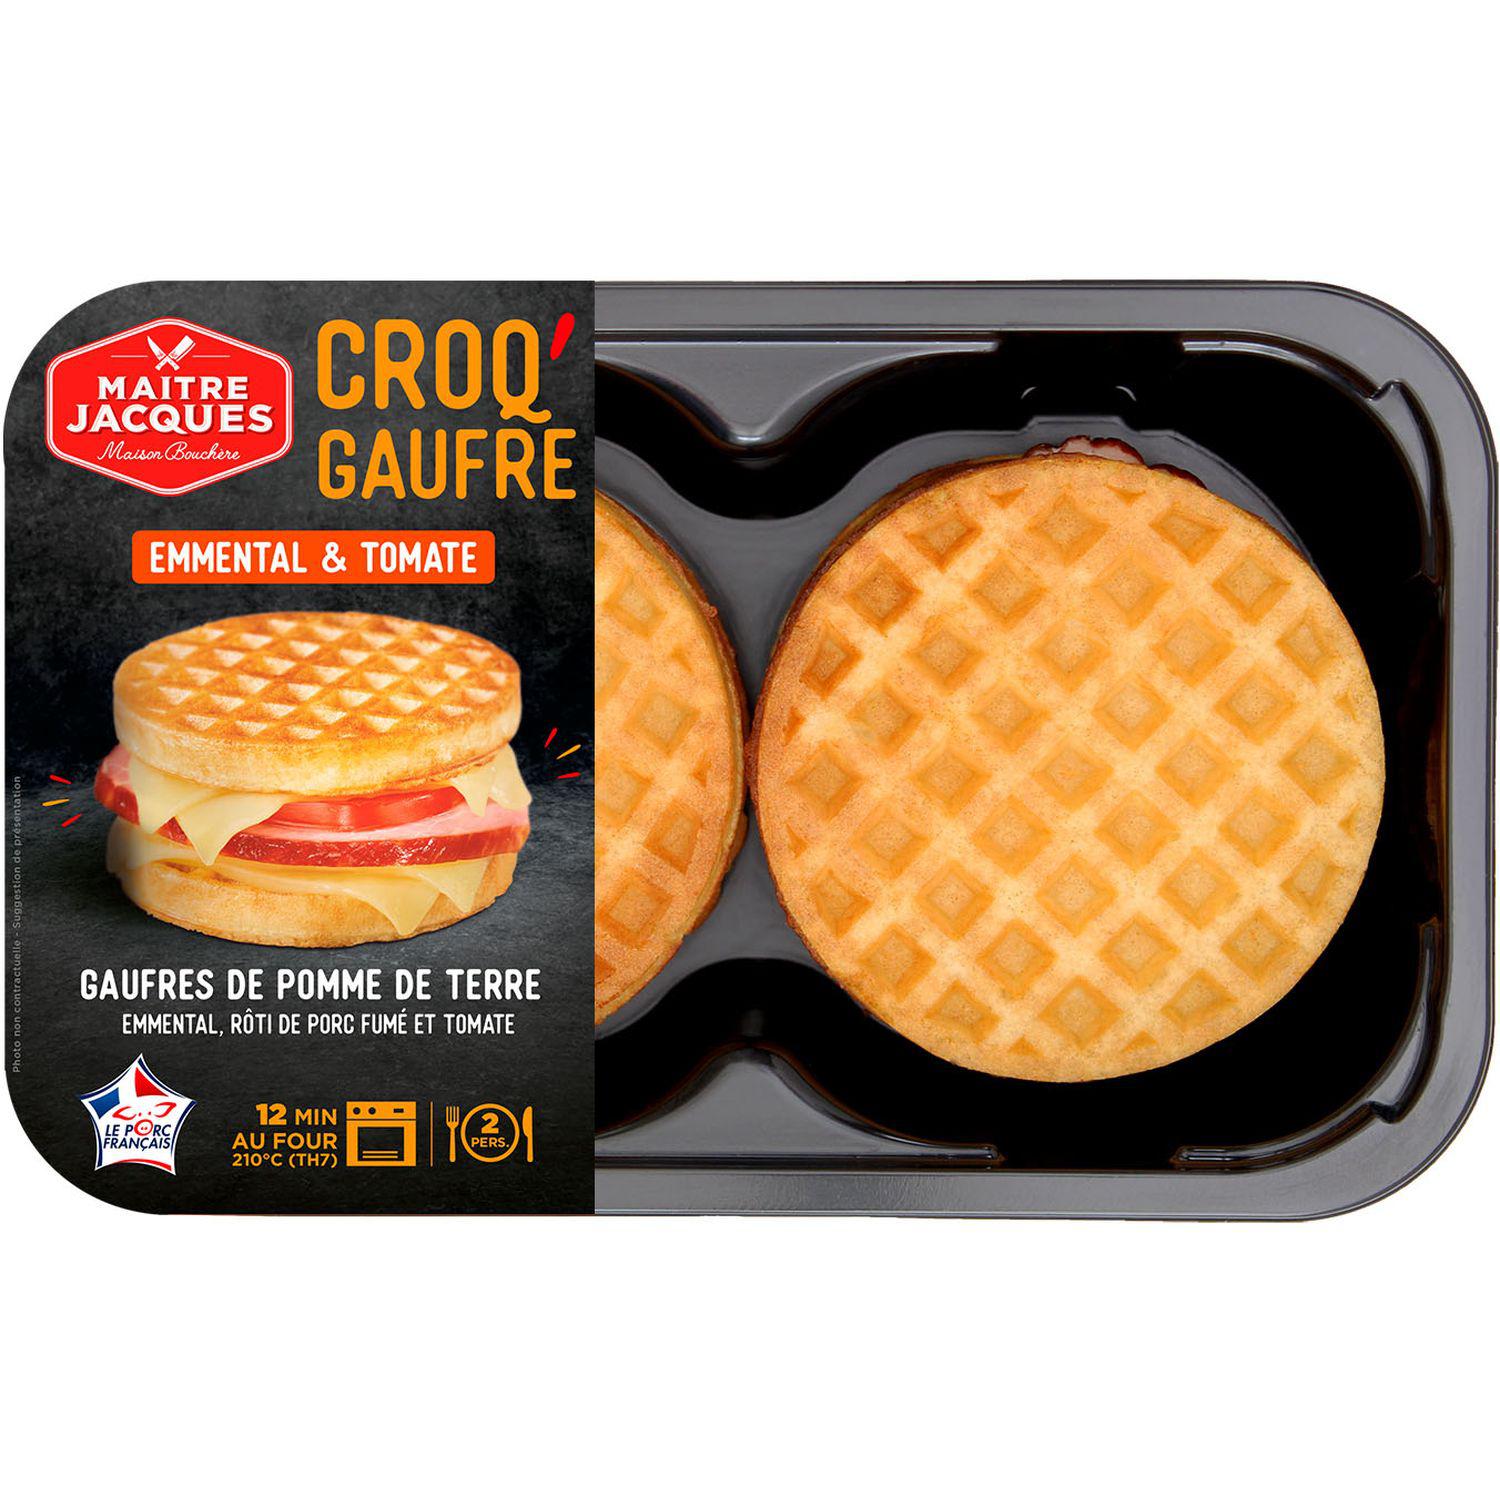 MAITRE
JACQUES
Maison Bouchère
CROQ'
GAUFRE
EMMENTAL & TOMATE
Photo non contractuelle - Suggestion de présentation
GAUFRES DE POMME DE TERRE
EMMENTAL, RÔTI DE PORC FUMÉ ET TOMATE
LE PORC
FRANÇAIS
12 MIN
AU FOUR
210°C (TH7)
2
PERS.